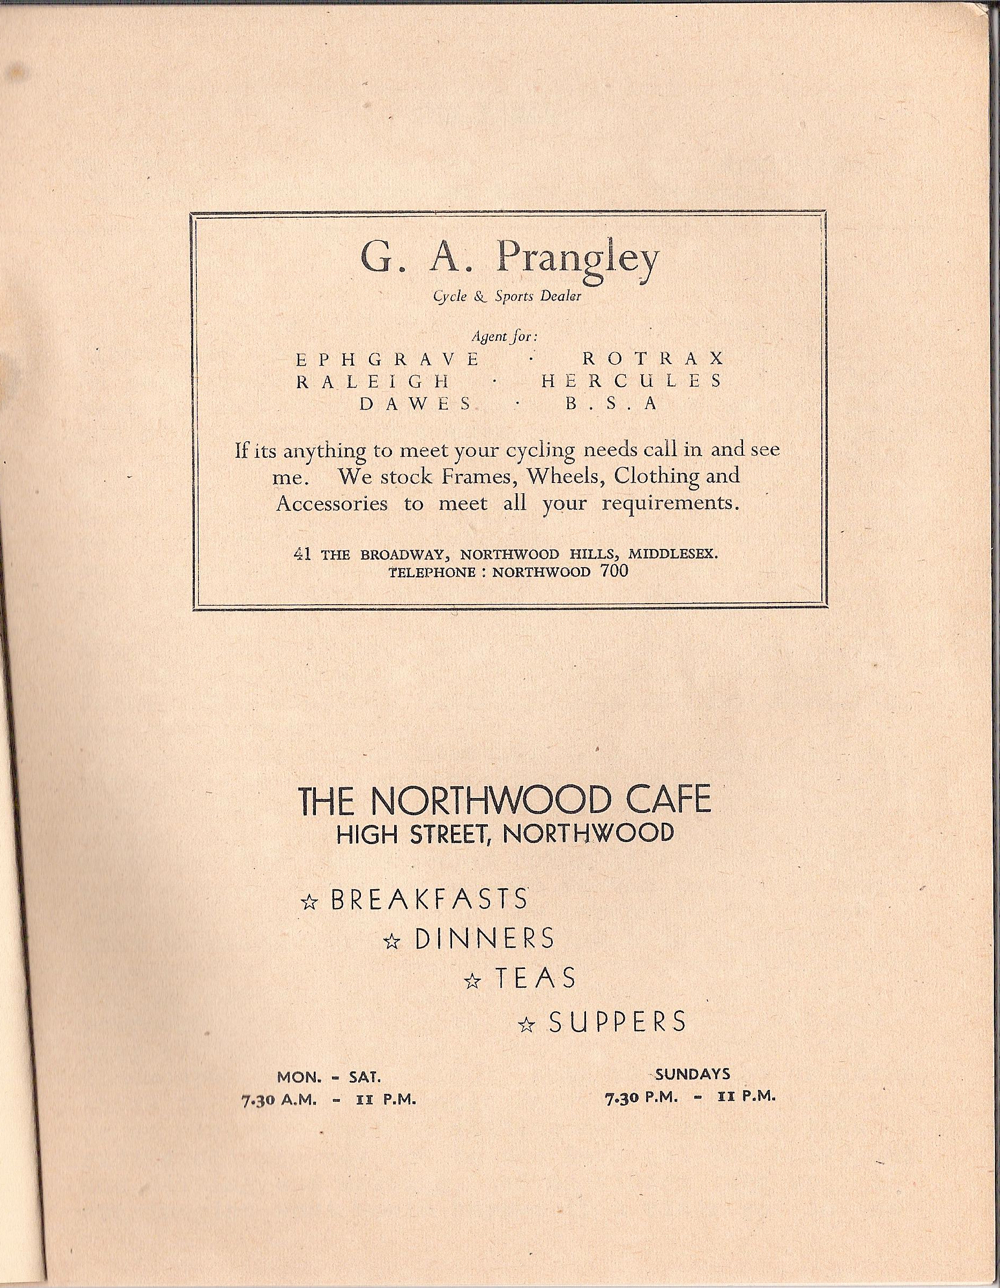 G. A. Prangley
Cycle & Sports Dealer
Agent for:
EPHGRAVE · ROTRAX
RALEIGH · HERCULES
DAWES · B.S.A
If its anything to meet your cycling needs call in and see
me. We stock Frames, Wheels, Clothing and
Accessories to meet all your requirements.
41 THE BROADWAY, NORTHWOOD HILLS, MIDDLESEX.
TELEPHONE : NORTHWOOD 700
THE NORTHWOOD CAFE
HIGH STREET, NORTHWOOD
☆ BREAKFASTS
☆ DINNERS
☆ TEAS
☆ SUPPERS
MON. - SAT. SUNDAYS
7.30 A.M. - 11 P.M. 7.30 P.M. - 11 P.M.